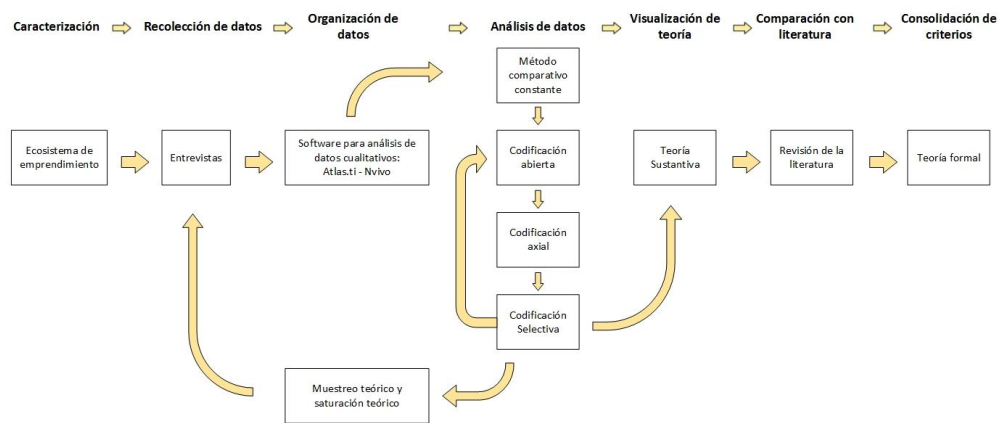 Caracterización
Recolección de datos
Organización de
datos
Análisis de datos
Visualización de
teoría
Comparación con
literatura
Consolidación de
criterios
Método
comparativo
constante
Ecosistema de
emprendimiento
Entrevistas
Software para análisis de
datos cualitativos:
Atlas.ti - Nvivo
Codificación
abierta
Teoría
Sustantiva
Revisión de la
literatura
Teoría formal
Codificación
axial
Codificación
Selectiva
Muestreo teórico y
saturación teórico